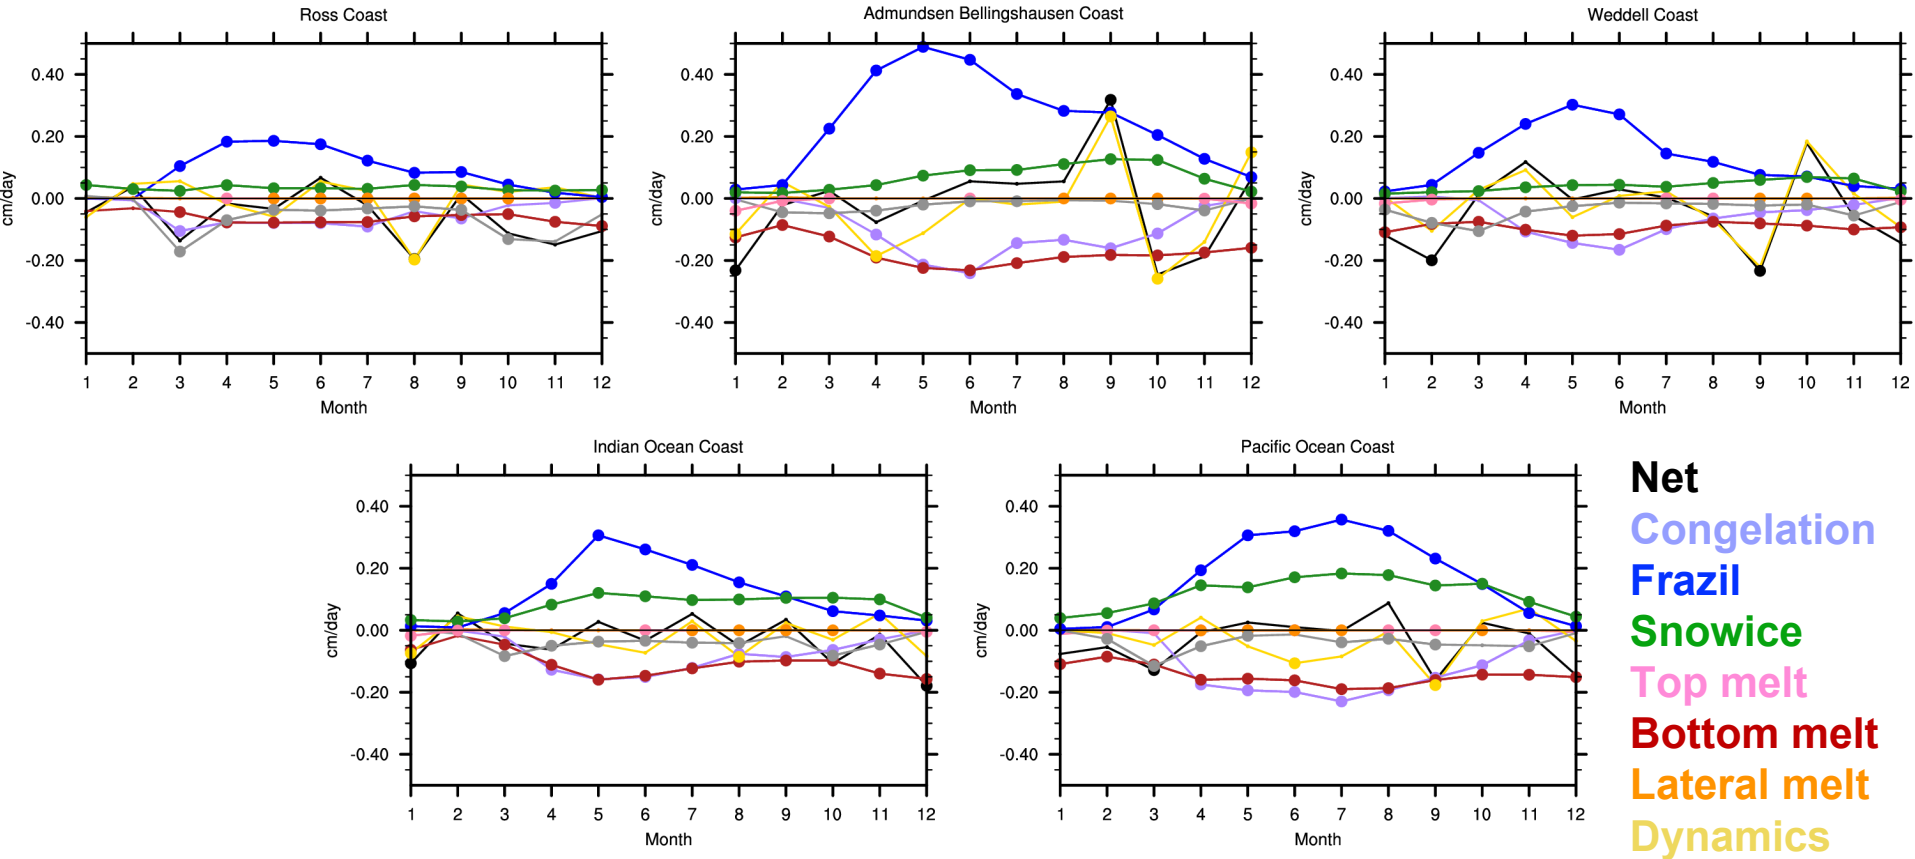 Ross Coast
0.40
0.20
0.00
-0.20
-0.40
cm/day
1 2 3 4 5 6 7 8 9 10 11 12
Month
Admundsen Bellingshausen Coast
0.40
0.20
0.00
-0.20
-0.40
cm/day
1 2 3 4 5 6 7 8 9 10 11 12
Month
Weddell Coast
0.40
0.20
0.00
-0.20
-0.40
cm/day
1 2 3 4 5 6 7 8 9 10 11 12
Month
Indian Ocean Coast
0.40
0.20
0.00
-0.20
-0.40
cm/day
1 2 3 4 5 6 7 8 9 10 11 12
Month
Pacific Ocean Coast
0.40
0.20
0.00
-0.20
-0.40
cm/day
1 2 3 4 5 6 7 8 9 10 11 12
Month
Net
Congelation
Frazil
Snowice
Top melt
Bottom melt
Lateral melt
Dynamics